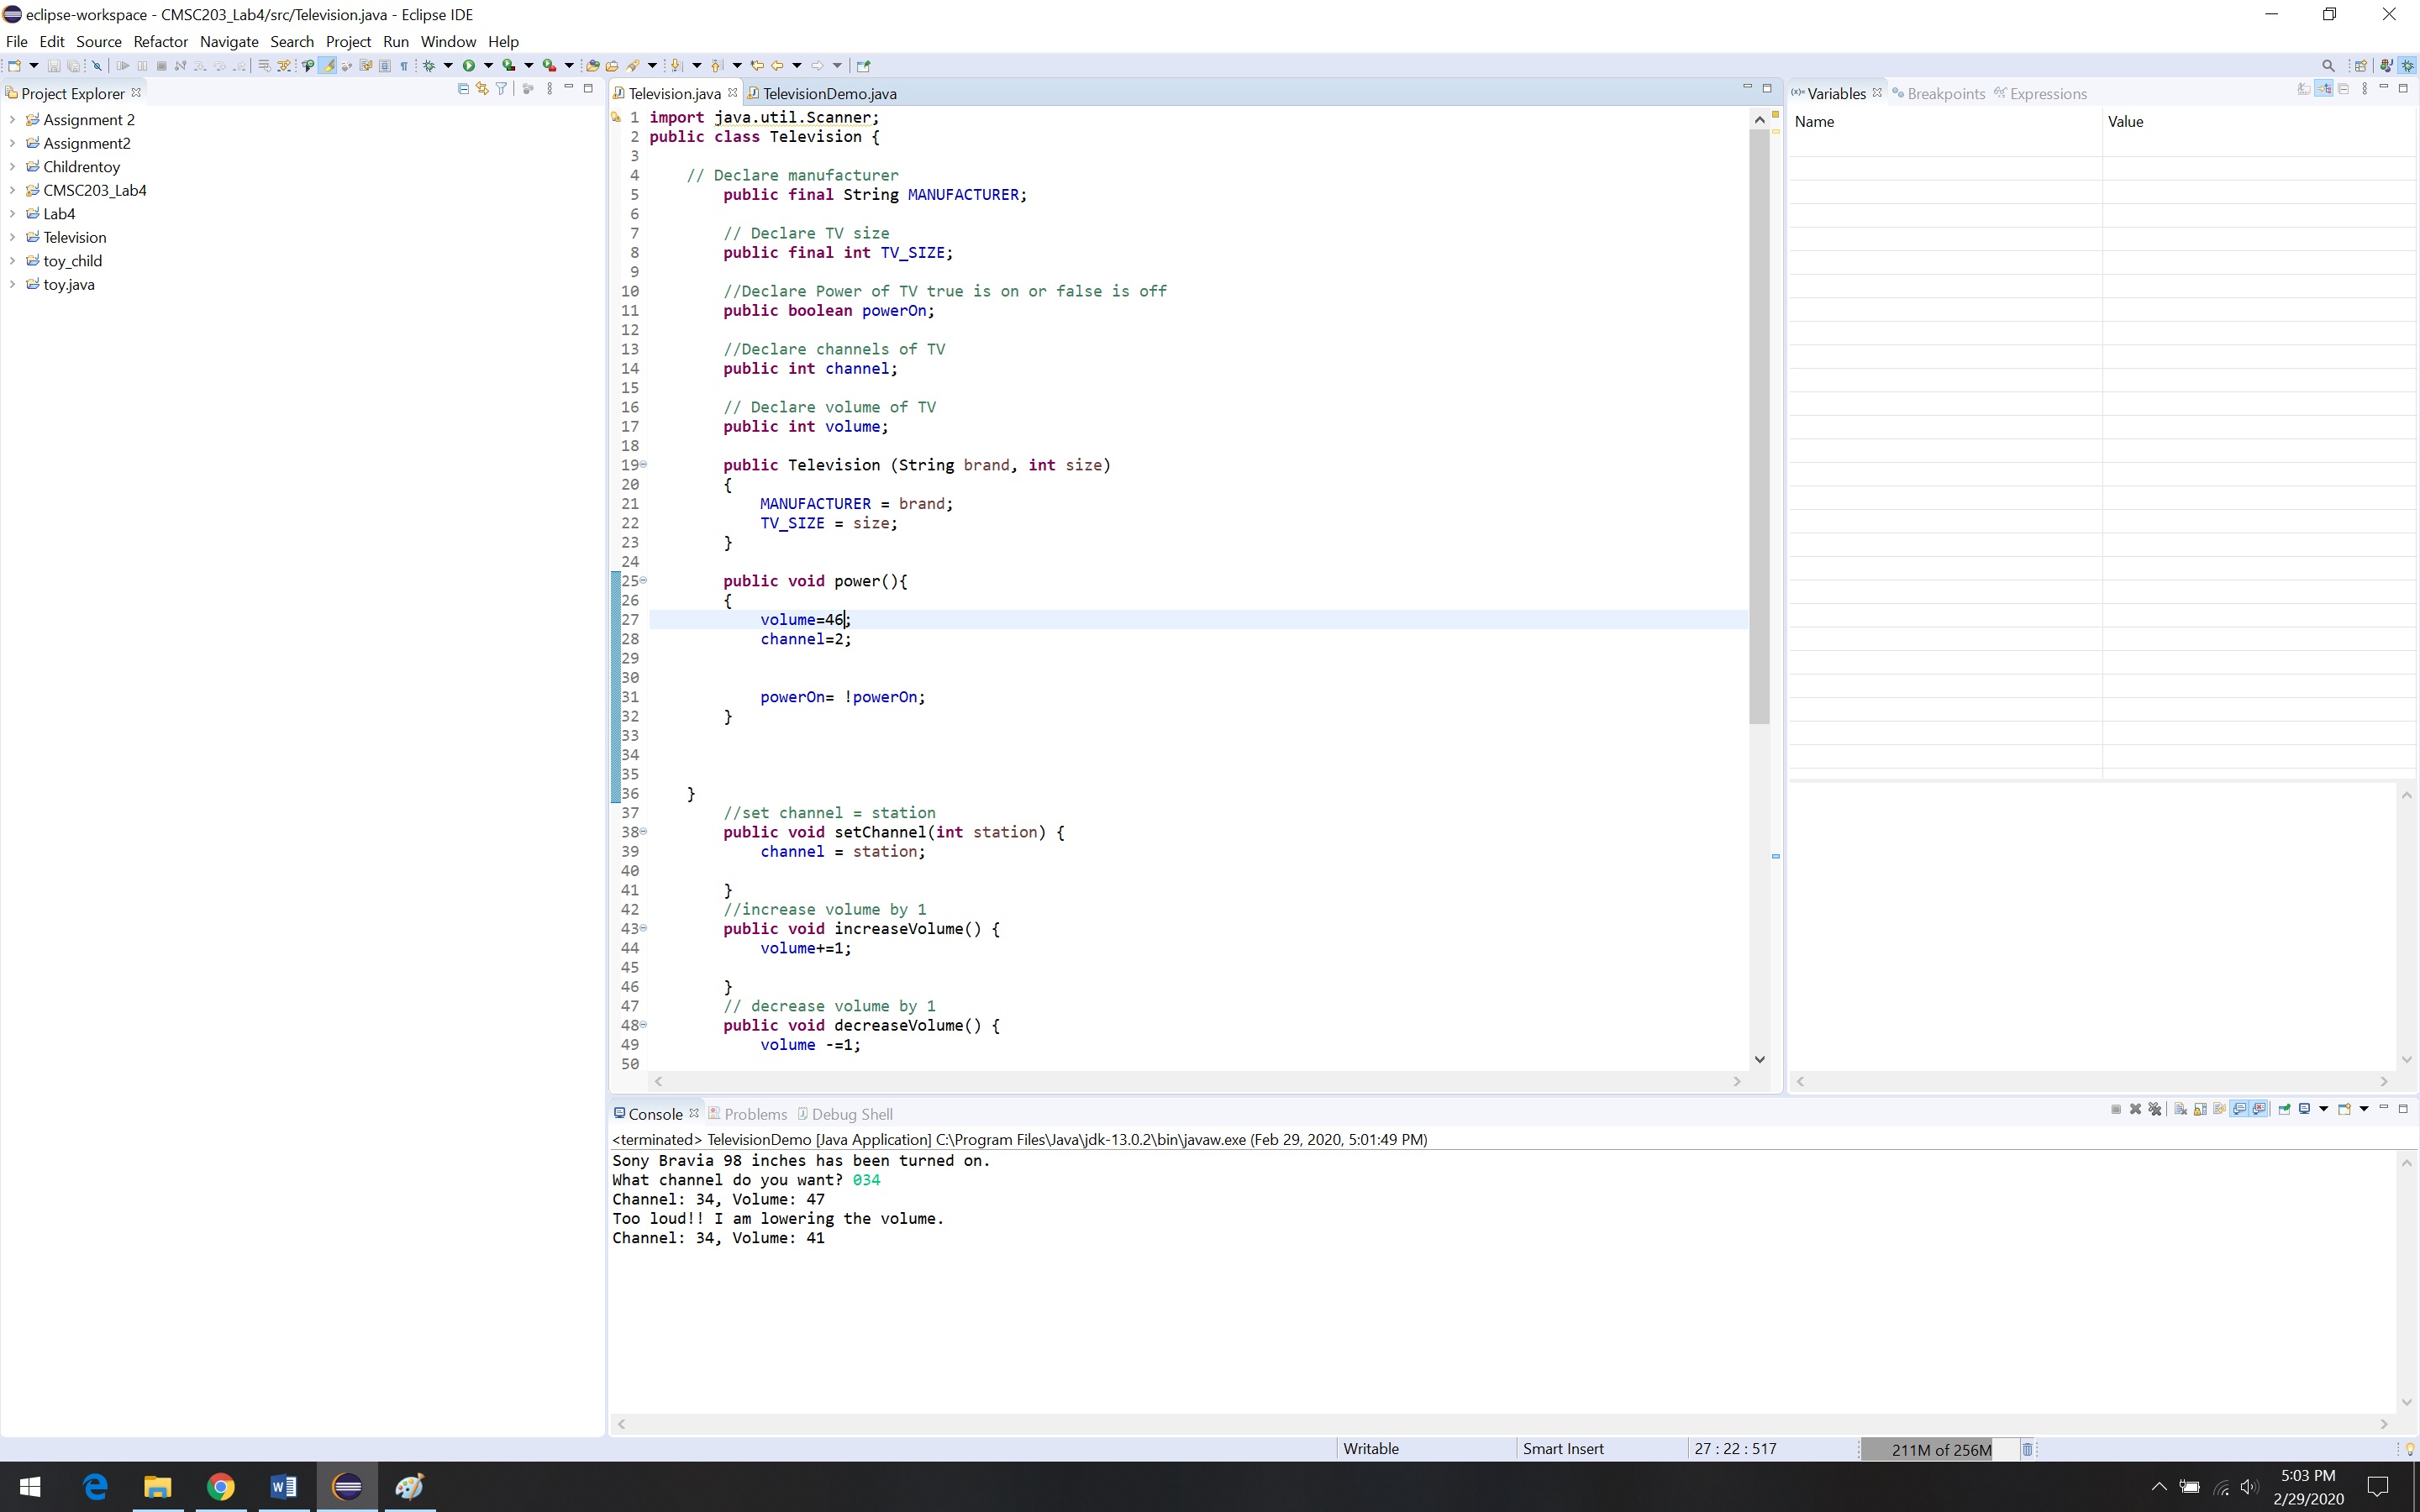 eclipse-workspace - CMSC203_Lab4/src/Television.java - Eclipse IDE
File Edit Source Refactor Navigate Search Project Run Window Help
Project Explorer
Assignment 2
Assignment2
Childrentoy
CMSC203_Lab4
Lab4
Television
toy_child
toy.java
Television.java TelevisionDemo.java
1 import java.util.Scanner;
2 public class Television {
3
4 // Declare manufacturer
5 public final String MANUFACTURER;
6
7 // Declare TV size
8 public final int TV_SIZE;
9
10 //Declare Power of TV true is on or false is off
11 public boolean powerOn;
12
13 //Declare channels of TV
14 public int channel;
15
16 // Declare volume of TV
17 public int volume;
18
19 public Television (String brand, int size)
20 {
21 MANUFACTURER = brand;
22 TV_SIZE = size;
23 }
24
25 public void power(){
26 {
27 volume=46;
28 channel=2;
29
30
31 powerOn= !powerOn;
32 }
33
34
35
36 }
37 //set channel = station
38 public void setChannel(int station) {
39 channel = station;
40
41 }
42 //increase volume by 1
43 public void increaseVolume() {
44 volume+=1;
45
46 }
47 // decrease volume by 1
48 public void decreaseVolume() {
49 volume -=1;
50
Variables Breakpoints Expressions
Name Value
Console Problems Debug Shell
<terminated> TelevisionDemo [Java Application] C:\Program Files\Java\jdk-13.0.2\bin\javaw.exe (Feb 29, 2020, 5:01:49 PM)
Sony Bravia 98 inches has been turned on.
What channel do you want? 034
Channel: 34, Volume: 47
Too loud!! I am lowering the volume.
Channel: 34, Volume: 41
Writable Smart Insert 27 : 22 : 517 211M of 256M
5:03 PM
2/29/2020